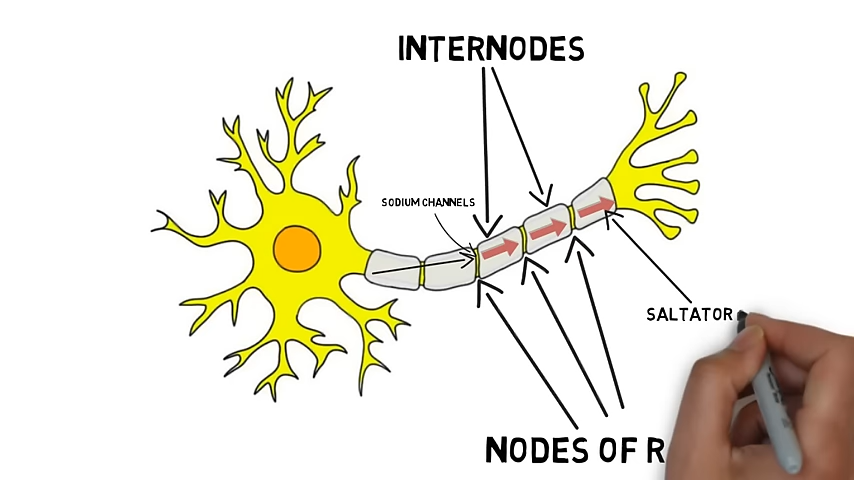 INTERNODES
SODIUM CHANNELS
SALTATOR
NODES OF R